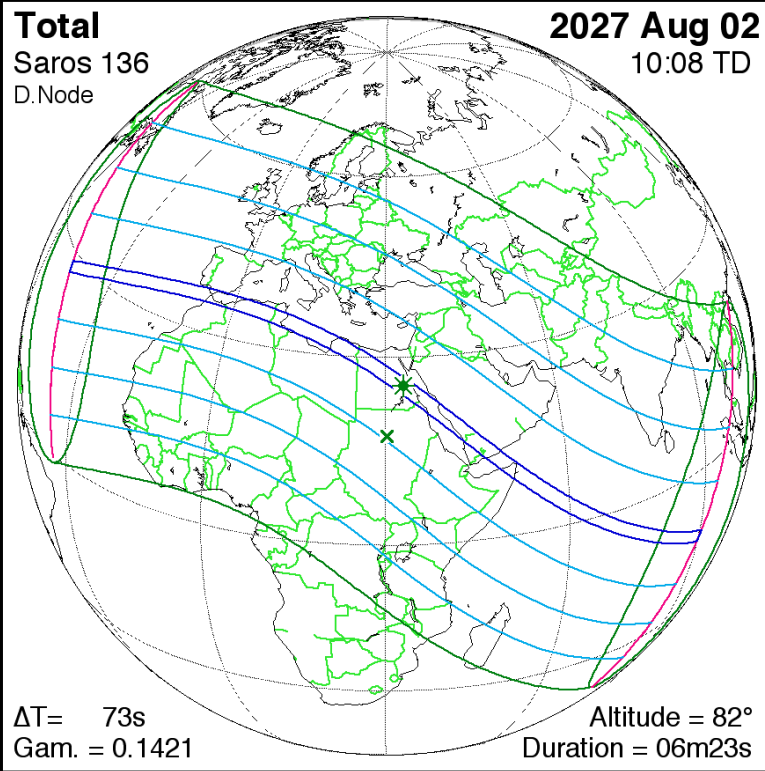 Total
2027 Aug 02
Saros 136
10:08 TD
D.Node
ΔT= 73s
Altitude = 82°
Gam. = 0.1421
Duration = 06m23s